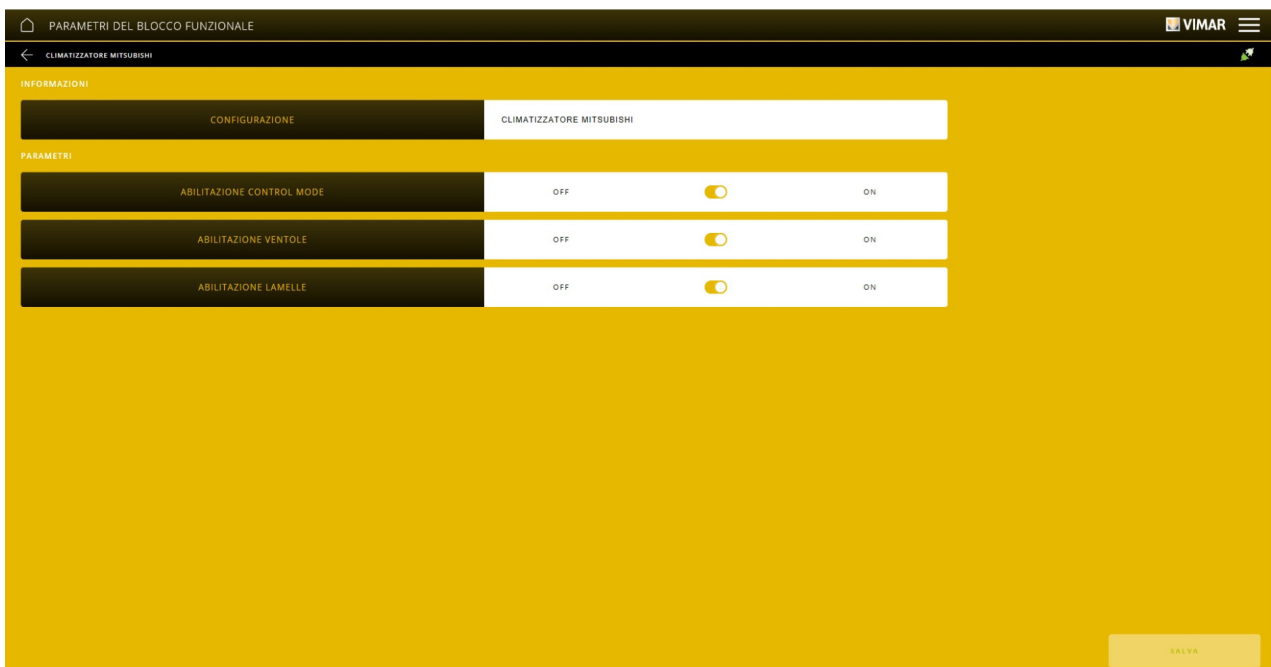 PARAMETRI DEL BLOCCO FUNZIONALE
VIMAR
CLIMATIZZATORE MITSUBISHI
INFORMAZIONI
CONFIGURAZIONE CLIMATIZZATORE MITSUBISHI
PARAMETRI
ABILITAZIONE CONTROL MODE OFF ON
ABILITAZIONE VENTOLE OFF ON
ABILITAZIONE LAMELLE OFF ON
SALVA